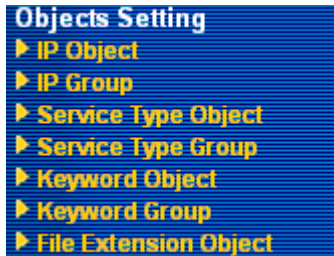 Objects Setting
IP Object
IP Group
Service Type Object
Service Type Group
Keyword Object
Keyword Group
File Extension Object